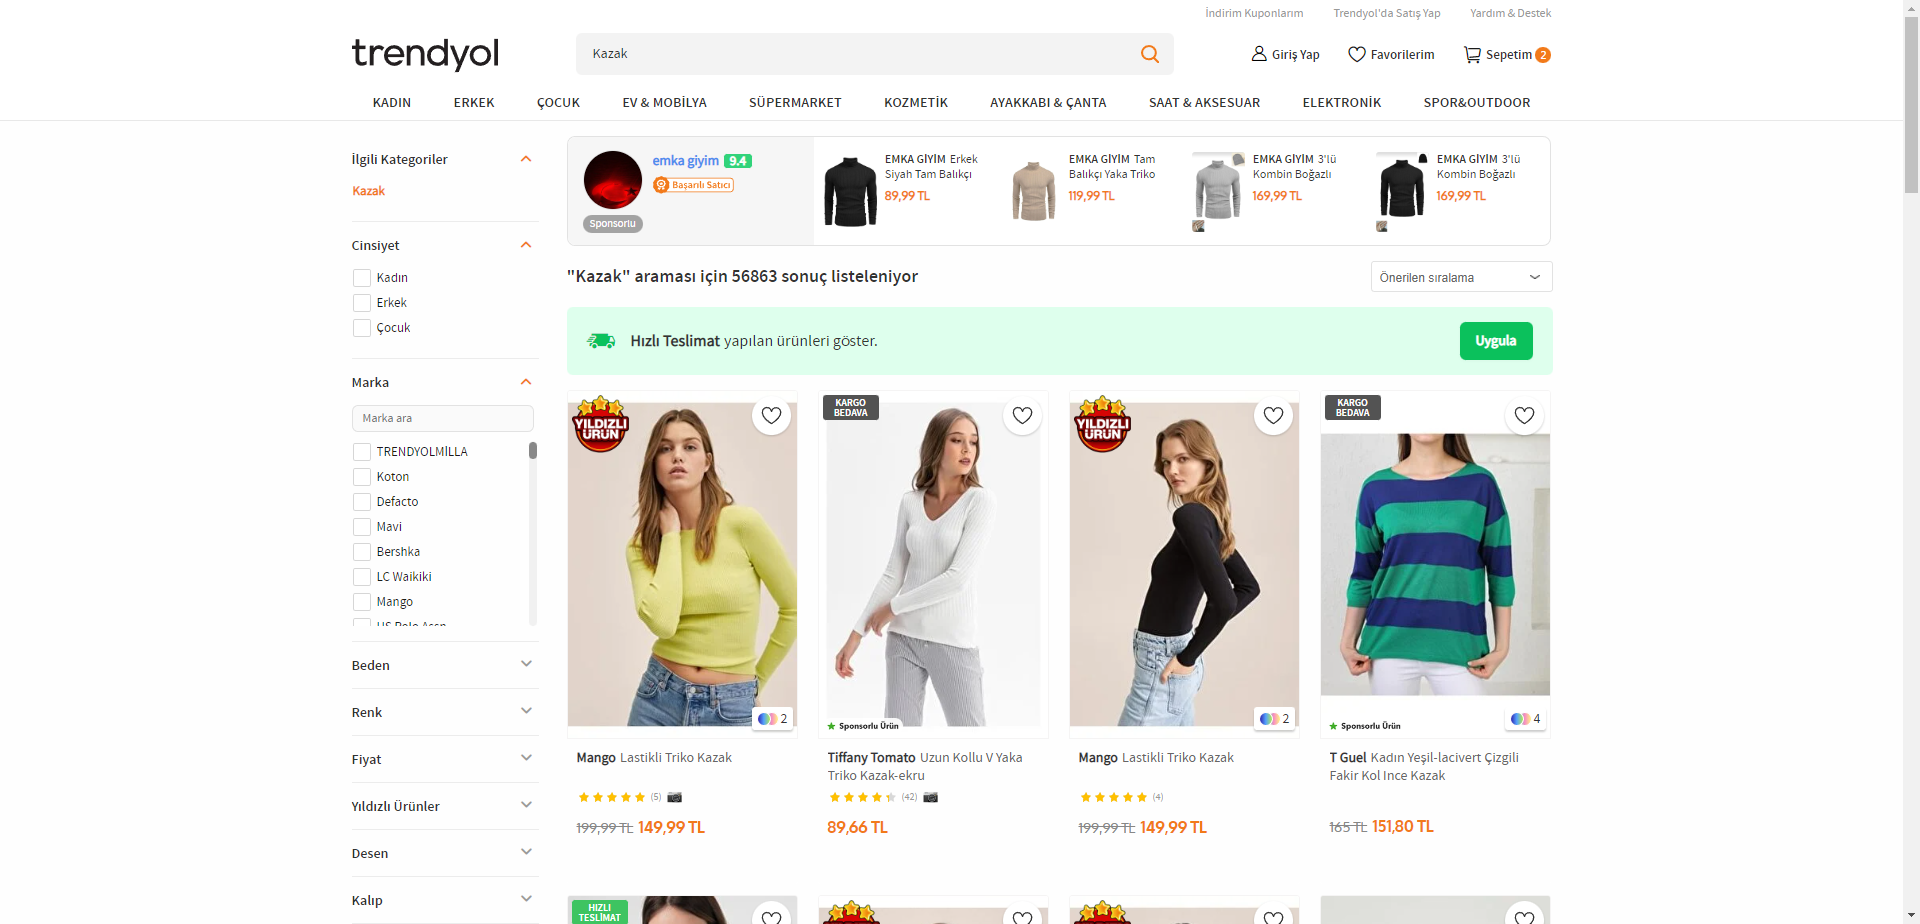 İndirim Kuponlarım
Trendyol'da Satış Yap
Yardım & Destek
trendyol
Kazak
Giriş Yap
Favorilerim
Sepetim 2
KADIN
ERKEK
ÇOCUK
EV & MOBİLYA
SÜPERMARKET
KOZMETİK
AYAKKABI & ÇANTA
SAAT & AKSESUAR
ELEKTRONİK
SPOR&OUTDOOR
İlgili Kategoriler
Kazak
Cinsiyet
Kadın
Erkek
Çocuk
Marka
Marka ara
TRENDYOLMİLLA
Koton
Defacto
Mavi
Bershka
LC Waikiki
Mango
Beden
Renk
Fiyat
Yıldızlı Ürünler
Desen
Kalıp
emka giyim 9.4
Başarılı Satıcı
Sponsorlu
EMKA GİYİM Erkek
Siyah Tam Balıkçı
89,99 TL
EMKA GİYİM Tam
Balıkçı Yaka Triko
119,99 TL
EMKA GİYİM 3'lü
Kombin Boğazlı
169,99 TL
EMKA GİYİM 3'lü
Kombin Boğazlı
169,99 TL
"Kazak" araması için 56863 sonuç listeleniyor
Önerilen sıralama
Hızlı Teslimat yapılan ürünleri göster.
Uygula
YILDIZLI
ÜRÜN
2
Mango Lastikli Triko Kazak
(5)
199,99 TL 149,99 TL
KARGO
BEDAVA
Sponsorlu Ürün
Tiffany Tomato Uzun Kollu V Yaka
Triko Kazak-ekru
(42)
89,66 TL
YILDIZLI
ÜRÜN
2
Mango Lastikli Triko Kazak
(4)
199,99 TL 149,99 TL
KARGO
BEDAVA
Sponsorlu Ürün
4
T Guel Kadın Yeşil-lacivert Çizgili
Fakir Kol Ince Kazak
165 TL 151,80 TL
HIZLI
TESLİMAT